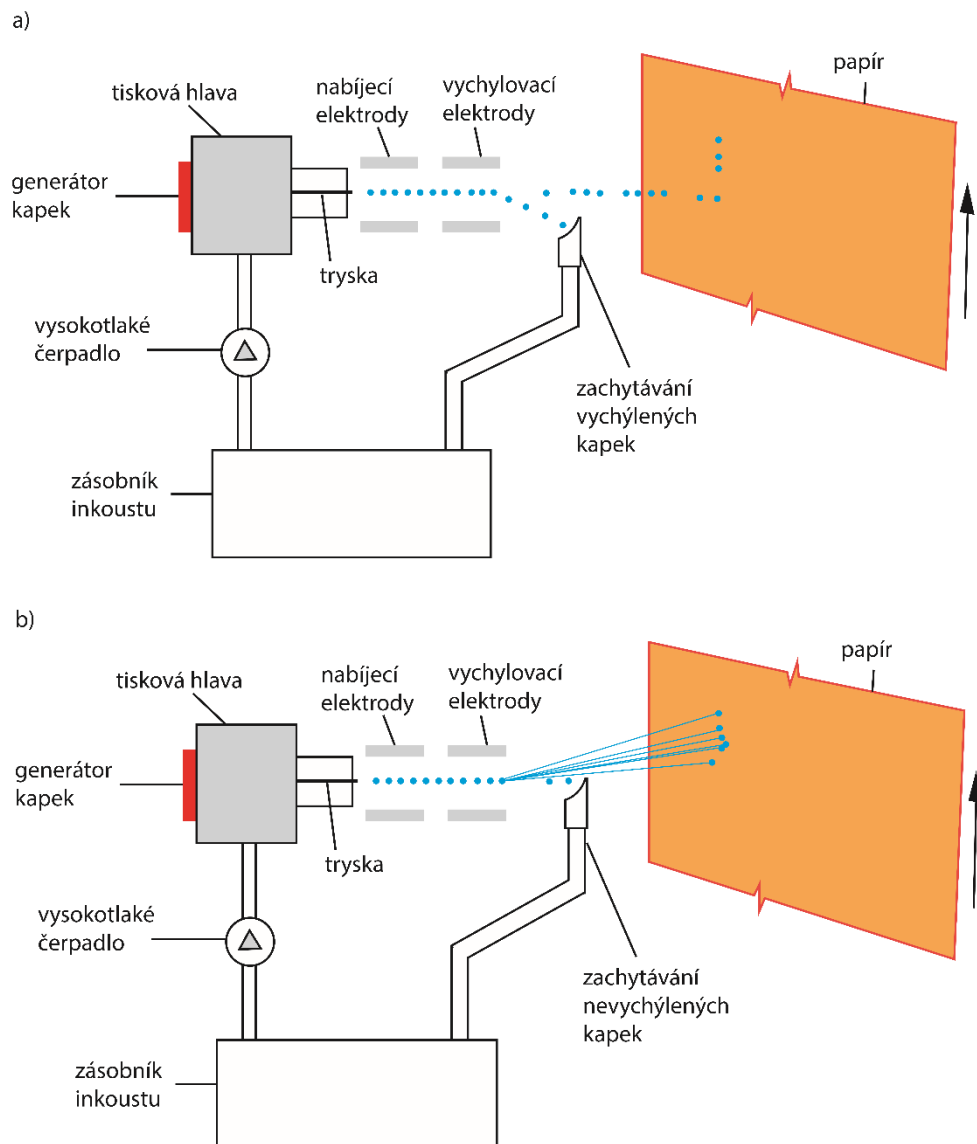 a)
papír
tisková hlava
nabíjecí
elektrody
vychylovací
elektrody
generátor
kapek
tryska
vysokotlaké
čerpadlo
zachytávání
vychýlených
kapek
zásobník
inkoustu
b)
papír
tisková hlava
nabíjecí
elektrody
vychylovací
elektrody
generátor
kapek
tryska
vysokotlaké
čerpadlo
zachytávání
nevychýlených
kapek
zásobník
inkoustu